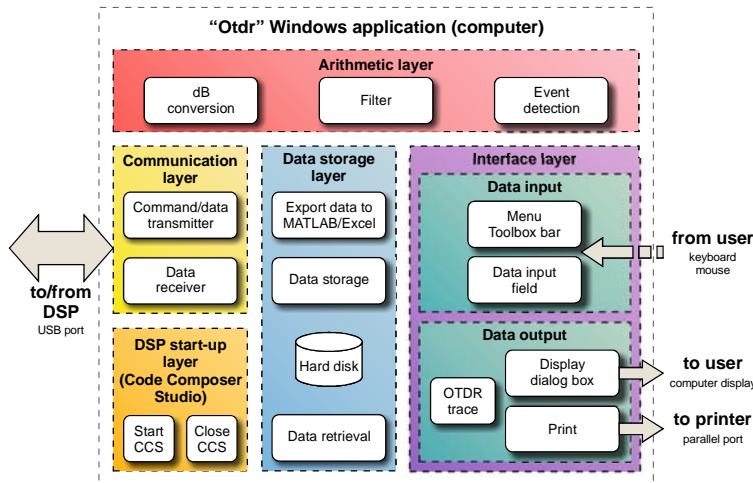 “Otdr” Windows application (computer)
Arithmetic layer
dB
conversion
Filter
Event
detection
Communication
layer
Command/data
transmitter
Data
receiver
to/from
DSP
USB port
DSP start-up
layer
(Code Composer
Studio)
Start
CCS
Close
CCS
Data storage
layer
Export data to
MATLAB/Excel
Data storage
Hard disk
Data retrieval
Interface layer
Data input
Menu
Toolbox bar
Data input
field
from user
keyboard
mouse
Data output
OTDR
trace
Display
dialog box
Print
to user
computer display
to printer
parallel port